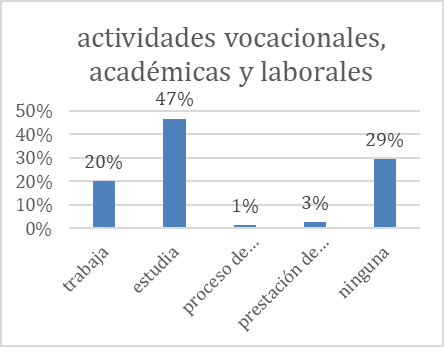 actividades vocacionales,
académicas y laborales
50%
40%
30%
20%
10%
0%
20%
47%
1%
3%
29%
trabaja
estudia
proceso de...
prestación de...
ninguna